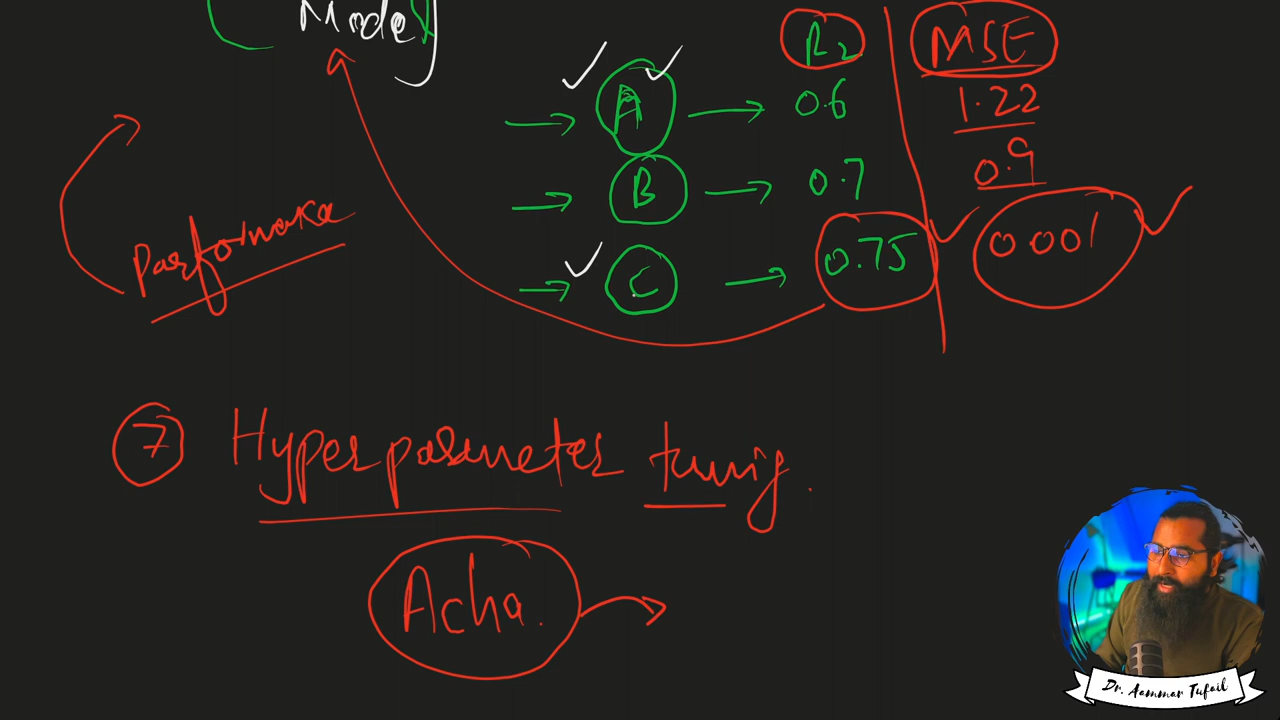 Model
R2 MSE
A 0.6 1.22
B 0.7 0.9
C 0.75 0.001
7 Hyperparameter tuning.
Acha.
Dr. Aammar Tufail